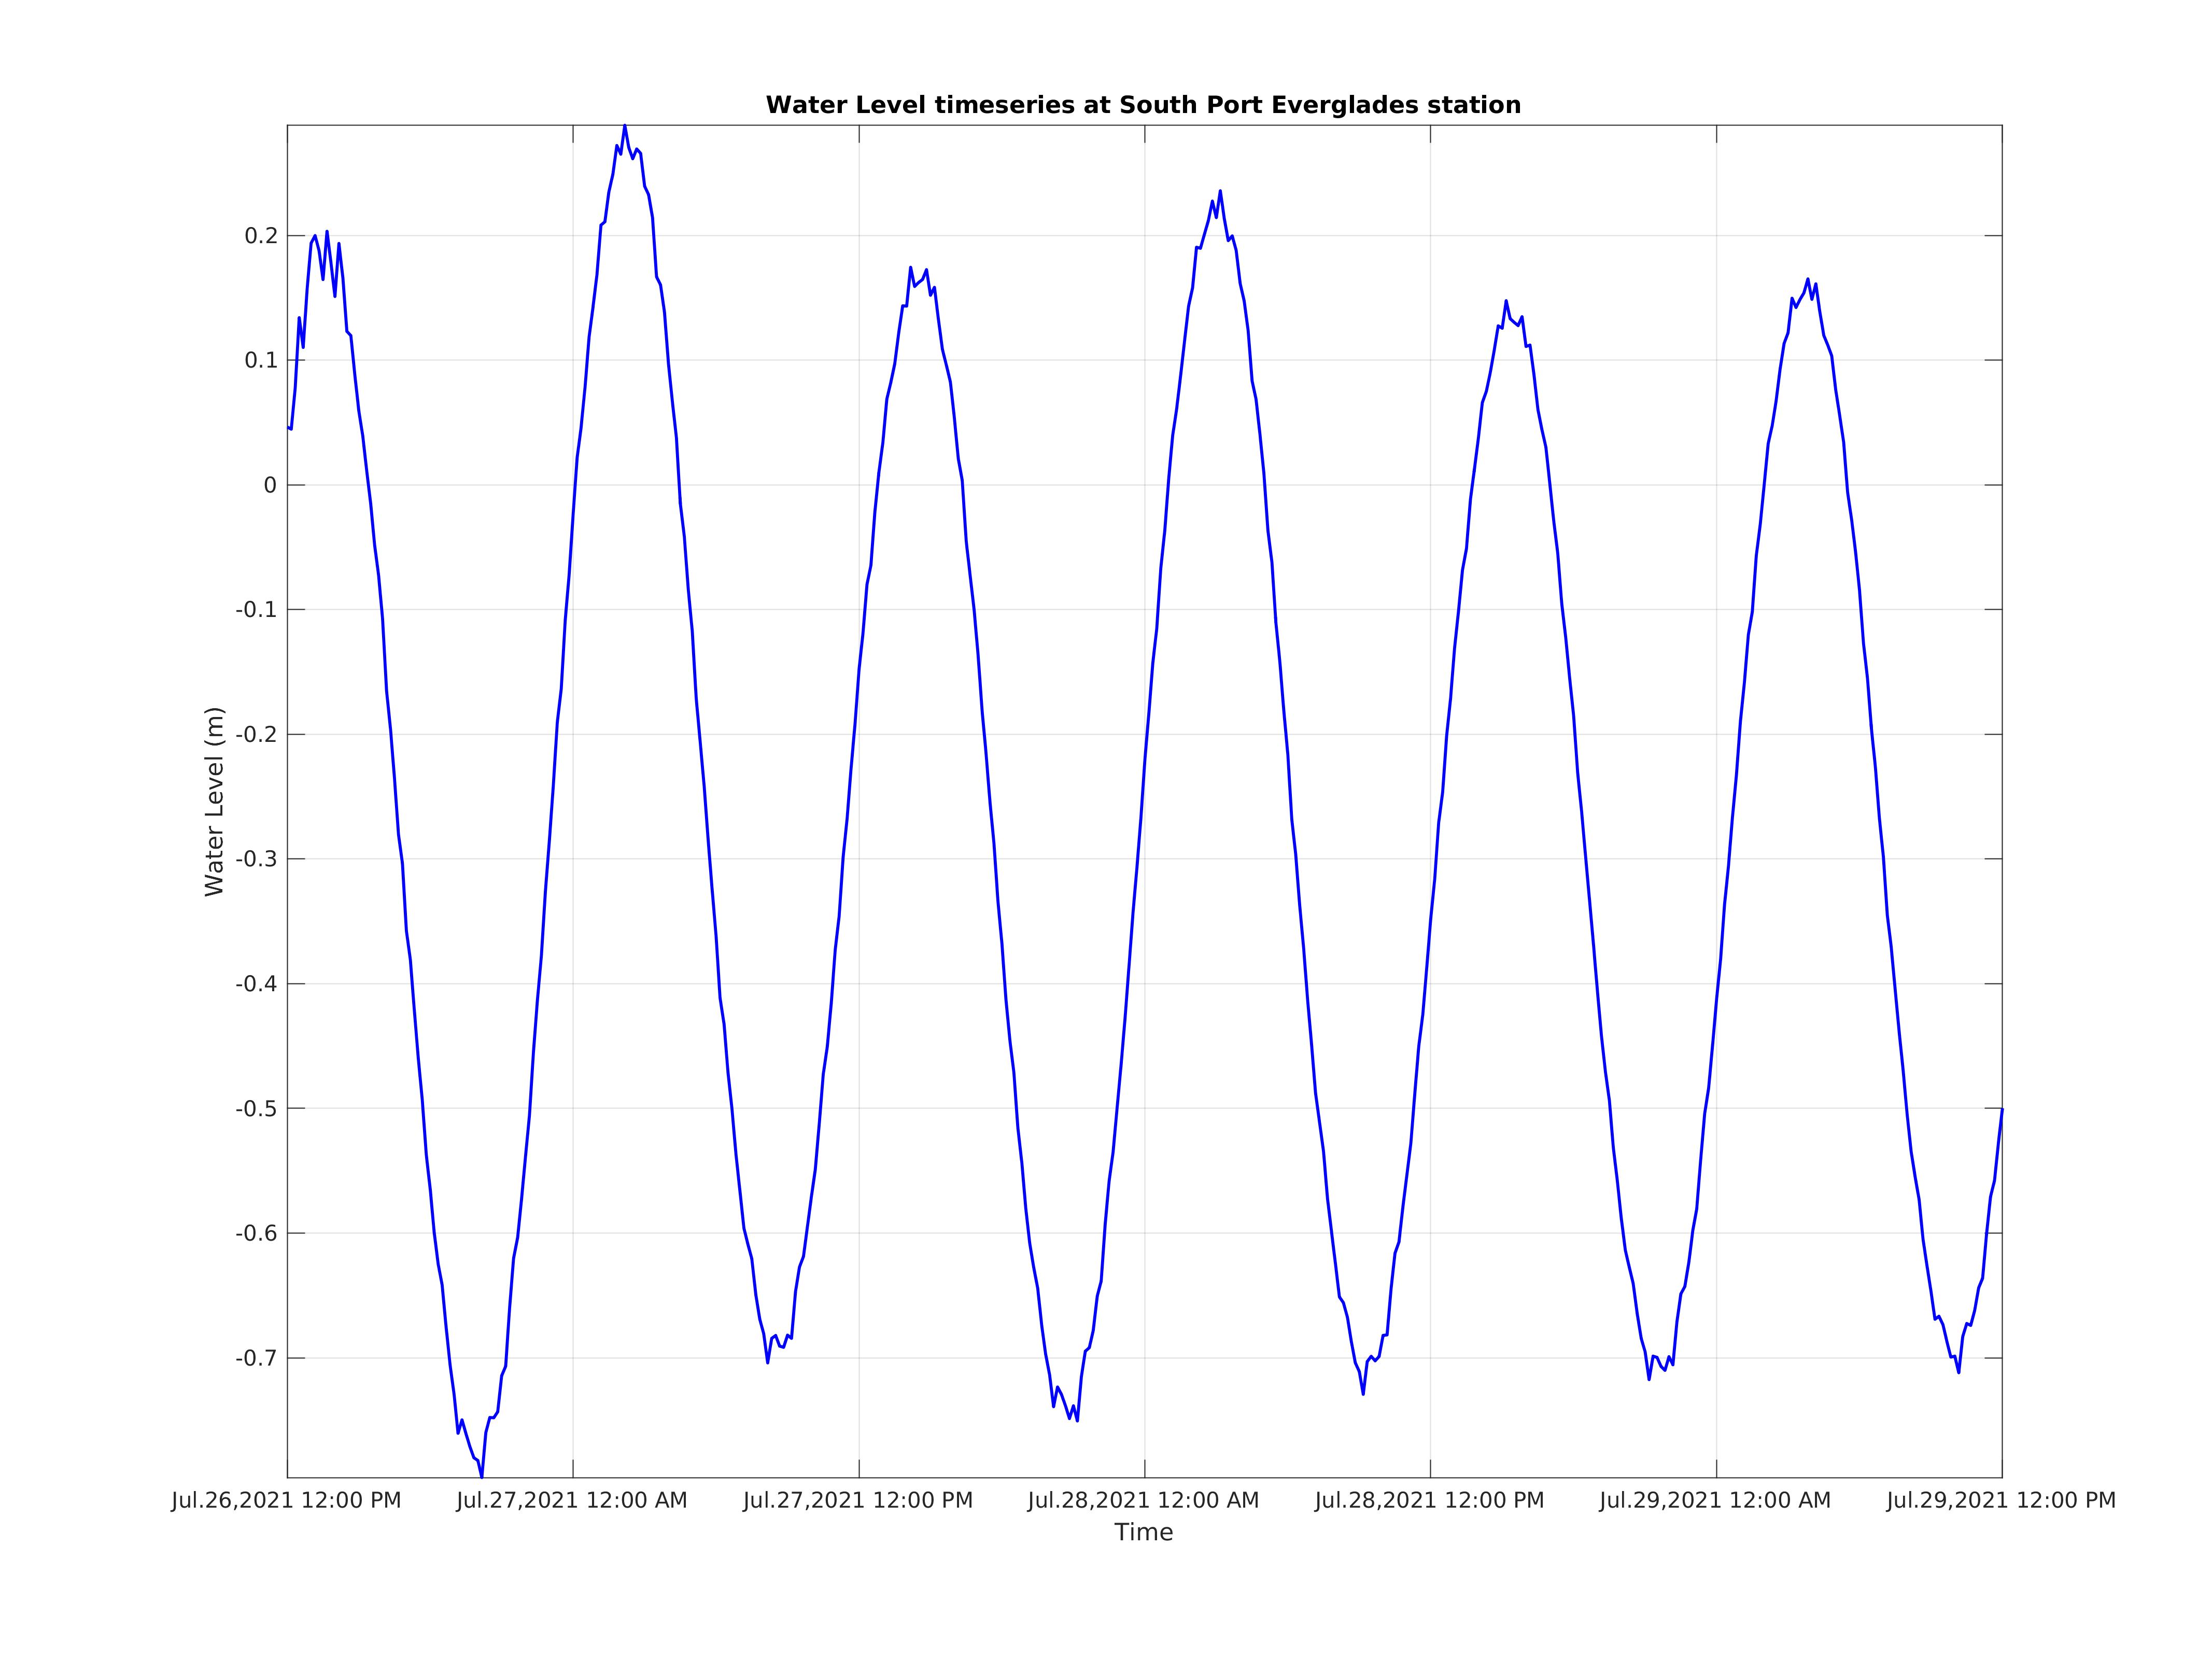 Water Level timeseries at South Port Everglades station
0.2
0.1
0
-0.1
-0.2
-0.3
-0.4
-0.5
-0.6
-0.7
Water Level (m)
Jul.26,2021 12:00 PM
Jul.27,2021 12:00 AM
Jul.27,2021 12:00 PM
Jul.28,2021 12:00 AM
Jul.28,2021 12:00 PM
Jul.29,2021 12:00 AM
Jul.29,2021 12:00 PM
Time